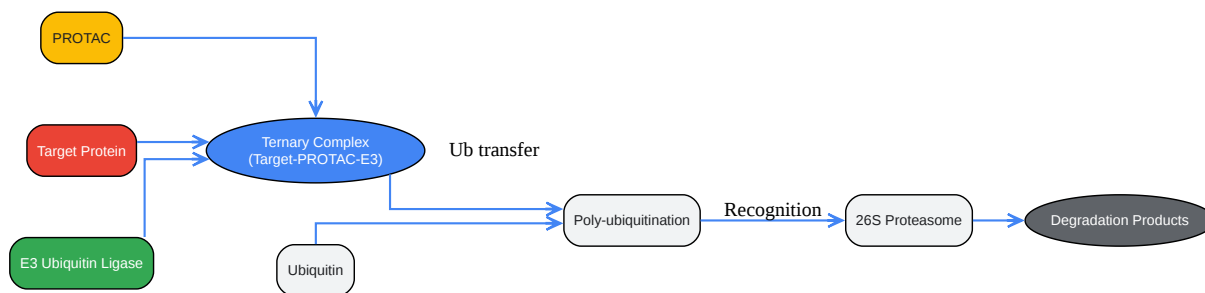 PROTAC
Target Protein
Ternary Complex
(Target-PROTAC-E3)
Ub transfer
E3 Ubiquitin Ligase
Ubiquitin
Poly-ubiquitination
Recognition
26S Proteasome
Degradation Products